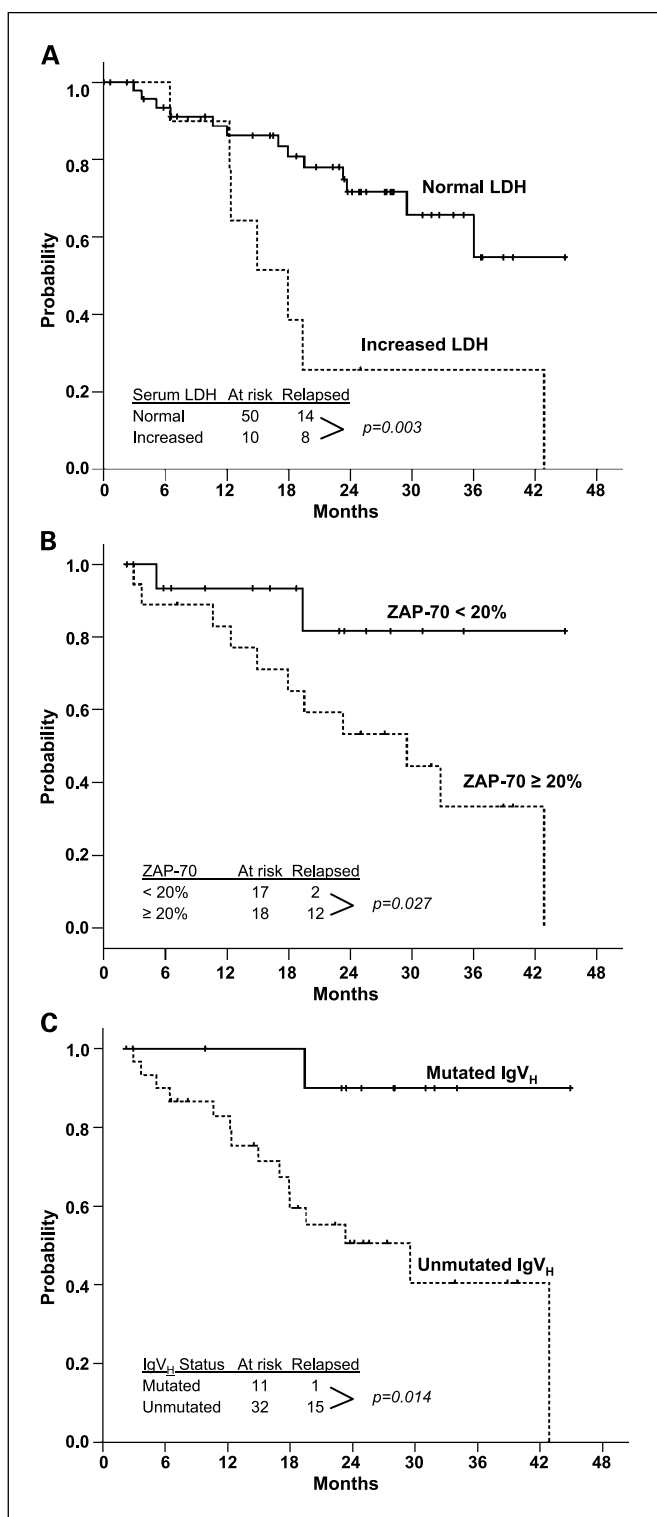 A
1.0
0.8
0.6
0.4
0.2
0.0
Probability
Normal LDH
Increased LDH
Serum LDH At risk Relapsed
Normal 50 14
Increased 10 8
> p=0.003
0 6 12 18 24 30 36 42 48
Months
B
1.0
0.8
0.6
0.4
0.2
0.0
Probability
ZAP-70 < 20%
ZAP-70 ≥ 20%
ZAP-70 At risk Relapsed
< 20% 17 2
≥ 20% 18 12
> p=0.027
0 6 12 18 24 30 36 42 48
Months
C
1.0
0.8
0.6
0.4
0.2
0.0
Probability
Mutated IgVH
Unmutated IgVH
IgVH Status At risk Relapsed
Mutated 11 1
Unmutated 32 15
> p=0.014
0 6 12 18 24 30 36 42 48
Months